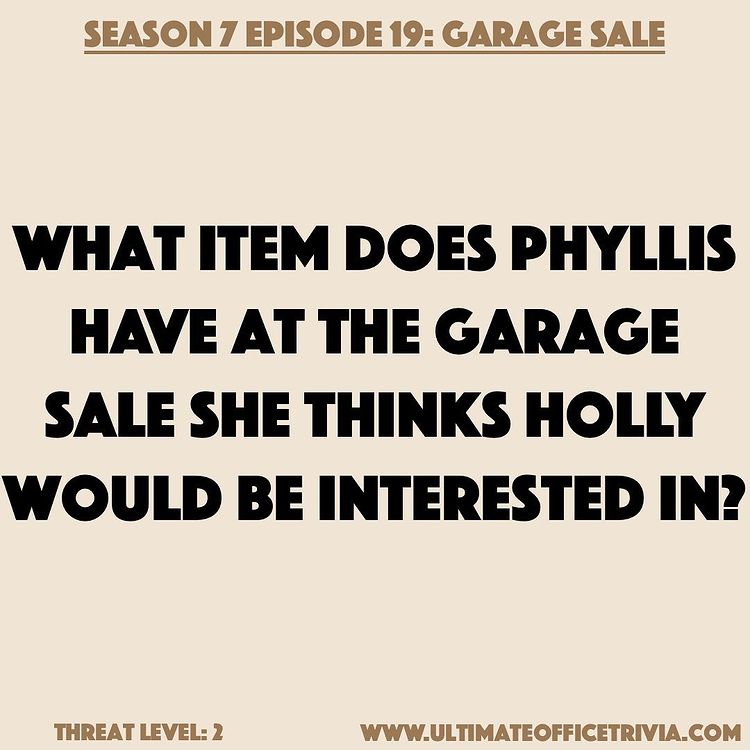 SEASON 7 EPISODE 19: GARAGE SALE
WHAT ITEM DOES PHYLLIS
HAVE AT THE GARAGE
SALE SHE THINKS HOLLY
WOULD BE INTERESTED IN?
THREAT LEVEL: 2
WWW.ULTIMATEOFFICETRIVIA.COM